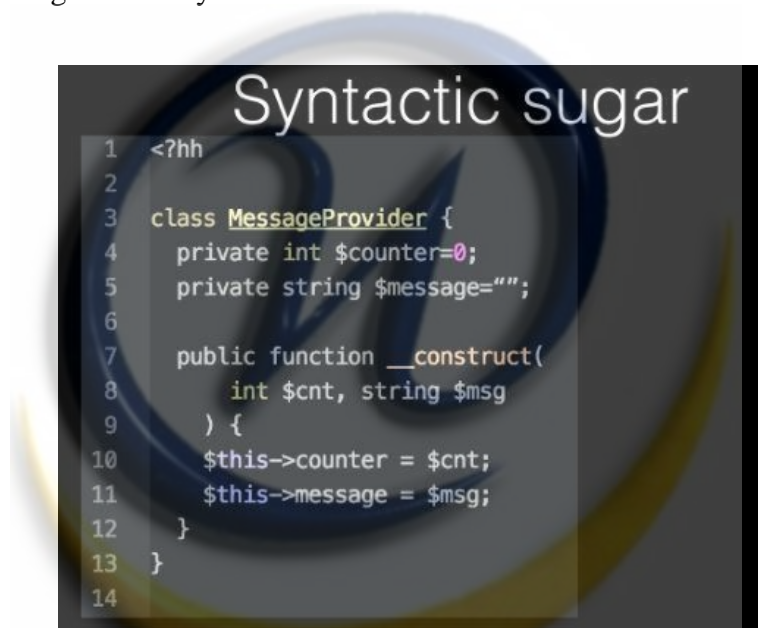 Syntactic sugar
1 <?hh
2
3 class MessageProvider {
4 private int $counter=0;
5 private string $message=“”;
6
7 public function __construct(
8 int $cnt, string $msg
9 ) {
10 $this->counter = $cnt;
11 $this->message = $msg;
12 }
13 }
14